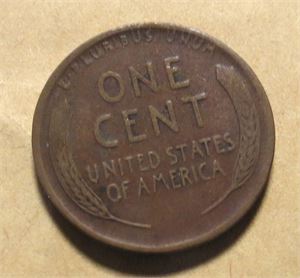 E·PLURIBUS·UNUM
ONE
CENT
UNITED STATES
OF AMERICA